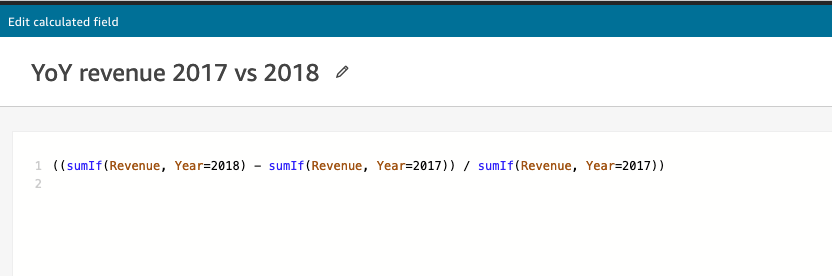 Edit calculated field
YoY revenue 2017 vs 2018
1 ((sumIf(Revenue, Year=2018) – sumIf(Revenue, Year=2017)) / sumIf(Revenue, Year=2017))
2